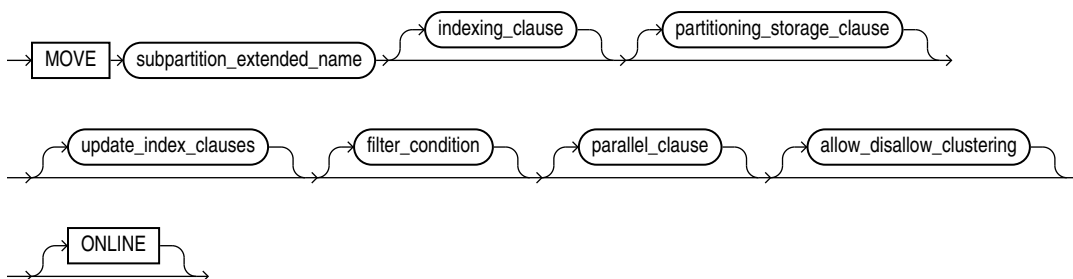 MOVE subpartition_extended_name indexing_clause partitioning_storage_clause
update_index_clauses filter_condition parallel_clause allow_disallow_clustering
ONLINE